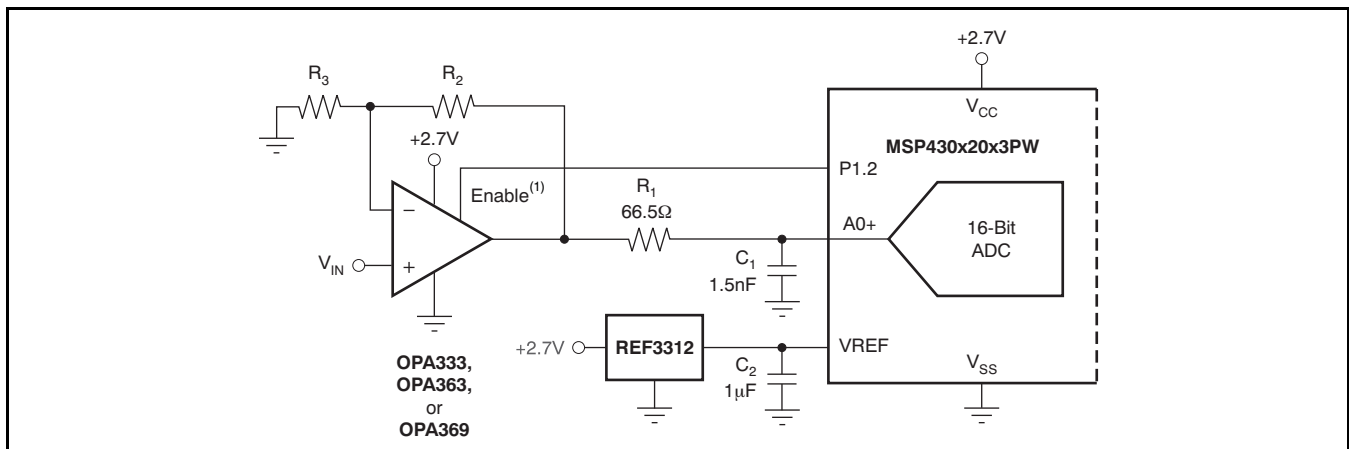 +2.7V
R3
R2
VCC
+2.7V
MSP430x20x3PW
P1.2
Enable(1)
R1
66.5Ω
−
A0+
16-Bit
ADC
VIN
+
C1
1.5nF
+2.7V
REF3312
VREF
OPA333,
OPA363,
or
OPA369
C2
1µF
VSS